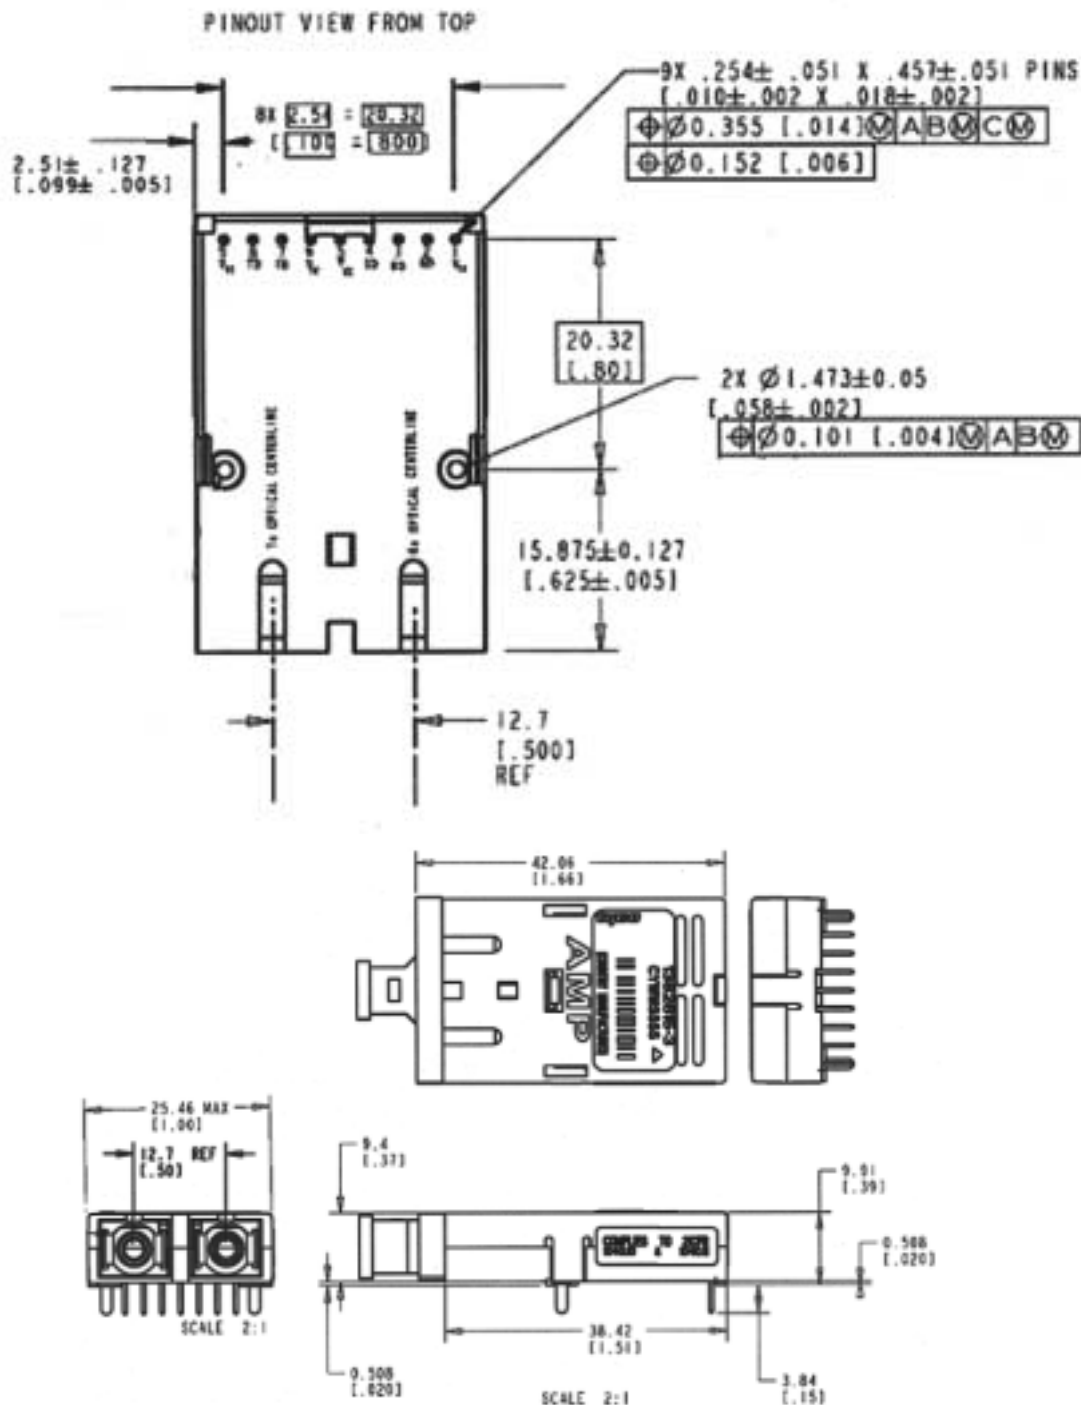 PINOUT VIEW FROM TOP
9X .254± .051 X .457±.051 PINS
[.010±.002 X .018±.002]
⌖ Ø0.355 [.014] Ⓜ A B Ⓜ C Ⓜ
⌖ Ø0.152 [.006]
8X 2.54 = 20.32
[.100 = .800]
2.51± .127
[.099± .005]
20.32
[.80]
2X Ø1.473±0.05
[.058±.002]
⌖ Ø0.101 [.004] Ⓜ A B Ⓜ
Tx OPTICAL CENTERLINE
Rx OPTICAL CENTERLINE
15.875±0.127
[.625±.005]
12.7
[.500]
REF
42.06
[1.66]
AMP
25.46 MAX
[1.00]
12.7 REF
[.50]
SCALE 2:1
9.4
[.37]
9.91
[.39]
0.508
[.020]
38.42
[1.51]
0.508
[.020]
3.84
[.15]
SCALE 2:1